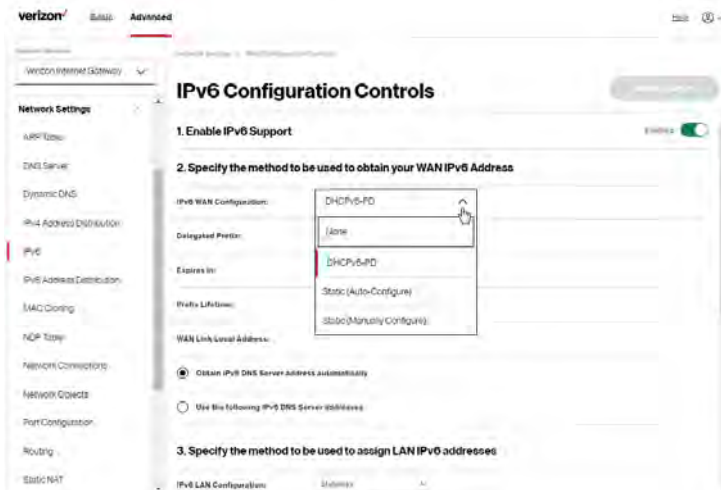 verizon
Basic Advanced
Help
Verizon Internet Gateway
Network Settings
ARP Table
DNS Server
Dynamic DNS
IPv4 Address Distribution
IPv6
IPv6 Address Distribution
MAC Cloning
NDP Table
Network Connections
Network Objects
Port Configuration
Routing
Static NAT
IPv6 Configuration Controls
1. Enable IPv6 Support
Enabled
2. Specify the method to be used to obtain your WAN IPv6 Address
IPv6 WAN Configuration: DHCPv6-PD
None
DHCPv6-PD
Static (Auto-Configure)
Static (Manually Configure)
Delegated Prefix:
Expires in:
Prefix Lifetime:
WAN Link Local Address:
Obtain IPv6 DNS Server address automatically
Use the following IPv6 DNS Server addresses
3. Specify the method to be used to assign LAN IPv6 addresses
IPv6 LAN Configuration: Stateless